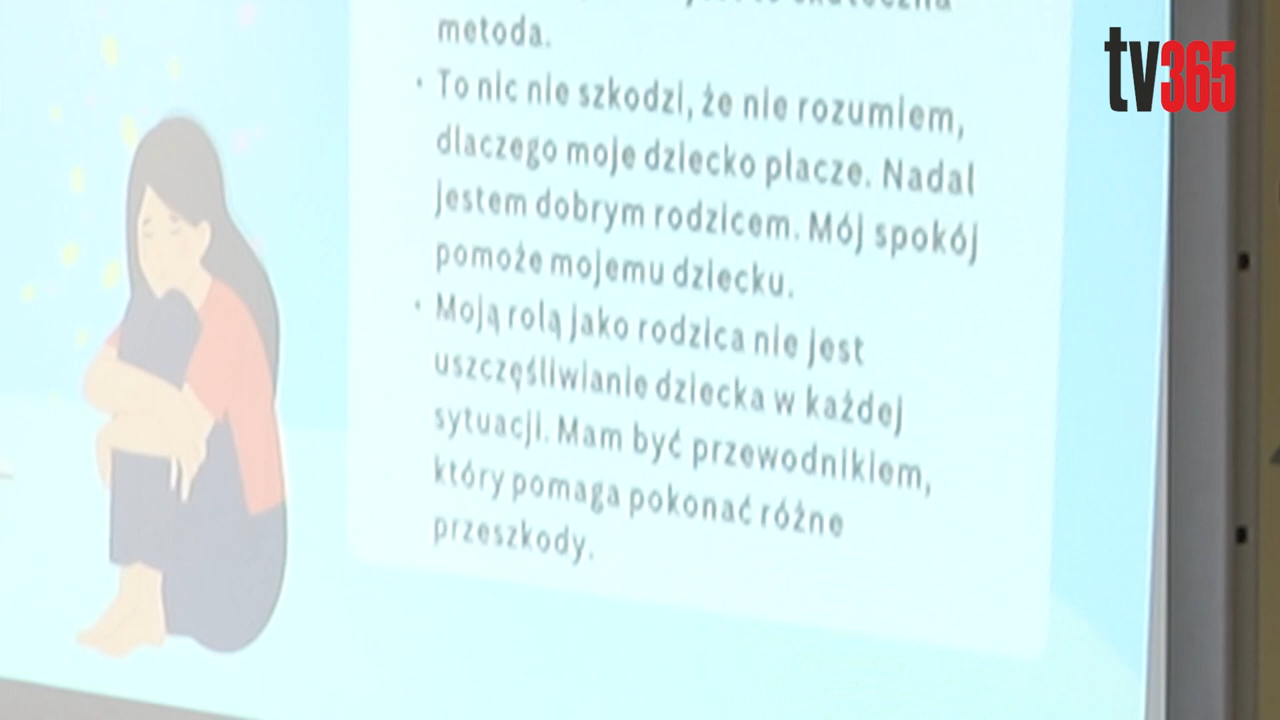 metoda.
• To nic nie szkodzi, że nie rozumiem,
dlaczego moje dziecko płacze. Nadal
jestem dobrym rodzicem. Mój spokój
pomoże mojemu dziecku.
• Moją rolą jako rodzica nie jest
uszczęśliwianie dziecka w każdej
sytuacji. Mam być przewodnikiem,
który pomaga pokonać różne
przeszkody.
tv365